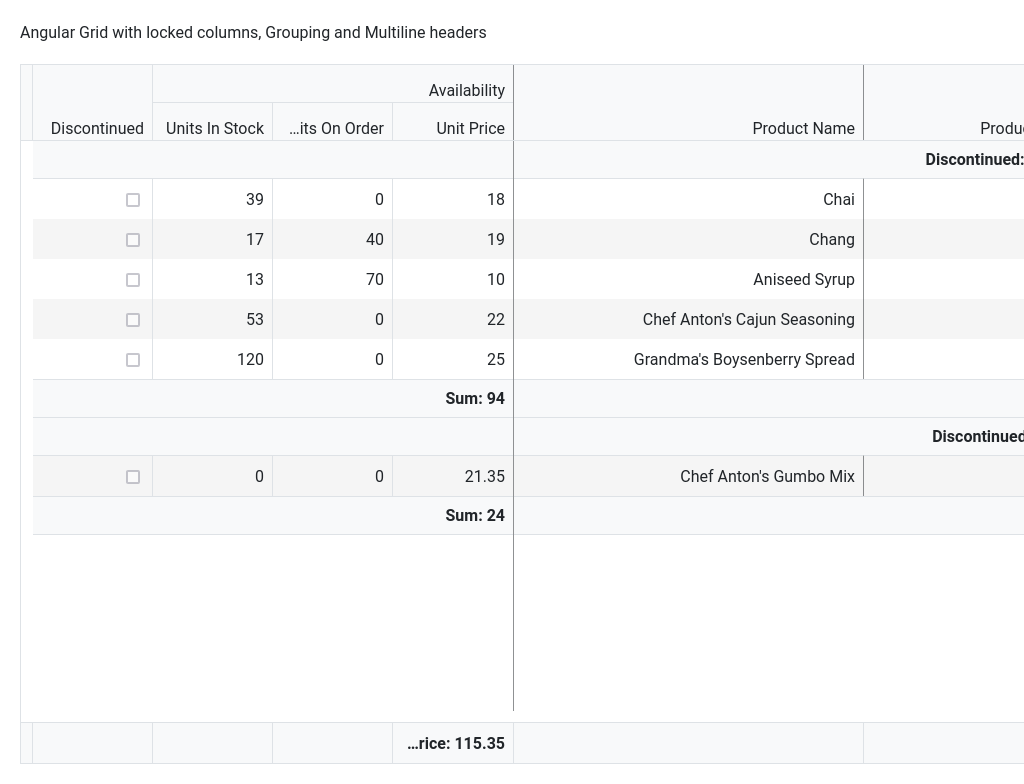 Angular Grid with locked columns, Grouping and Multiline headers
Availability
Discontinued Units In Stock ...its On Order Unit Price Product Name Produ
Discontinued:
39 0 18 Chai
17 40 19 Chang
13 70 10 Aniseed Syrup
53 0 22 Chef Anton's Cajun Seasoning
120 0 25 Grandma's Boysenberry Spread
Sum: 94
Discontinued
0 0 21.35 Chef Anton's Gumbo Mix
Sum: 24
...rice: 115.35